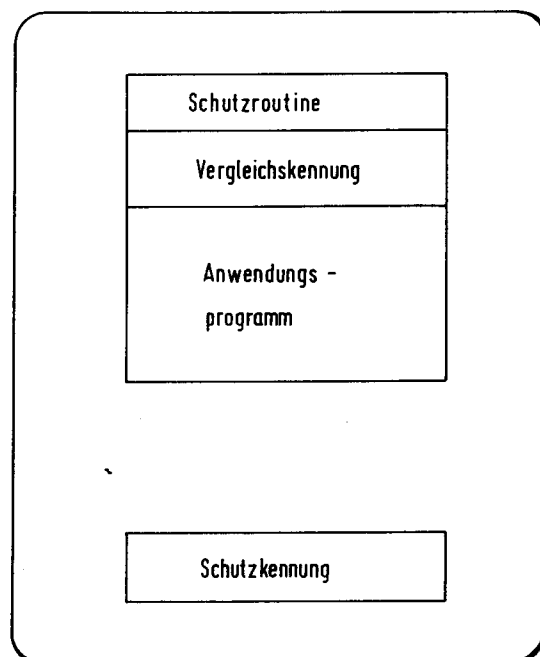 Schutzroutine
Vergleichskennung
Anwendungs -
programm
Schutzkennung